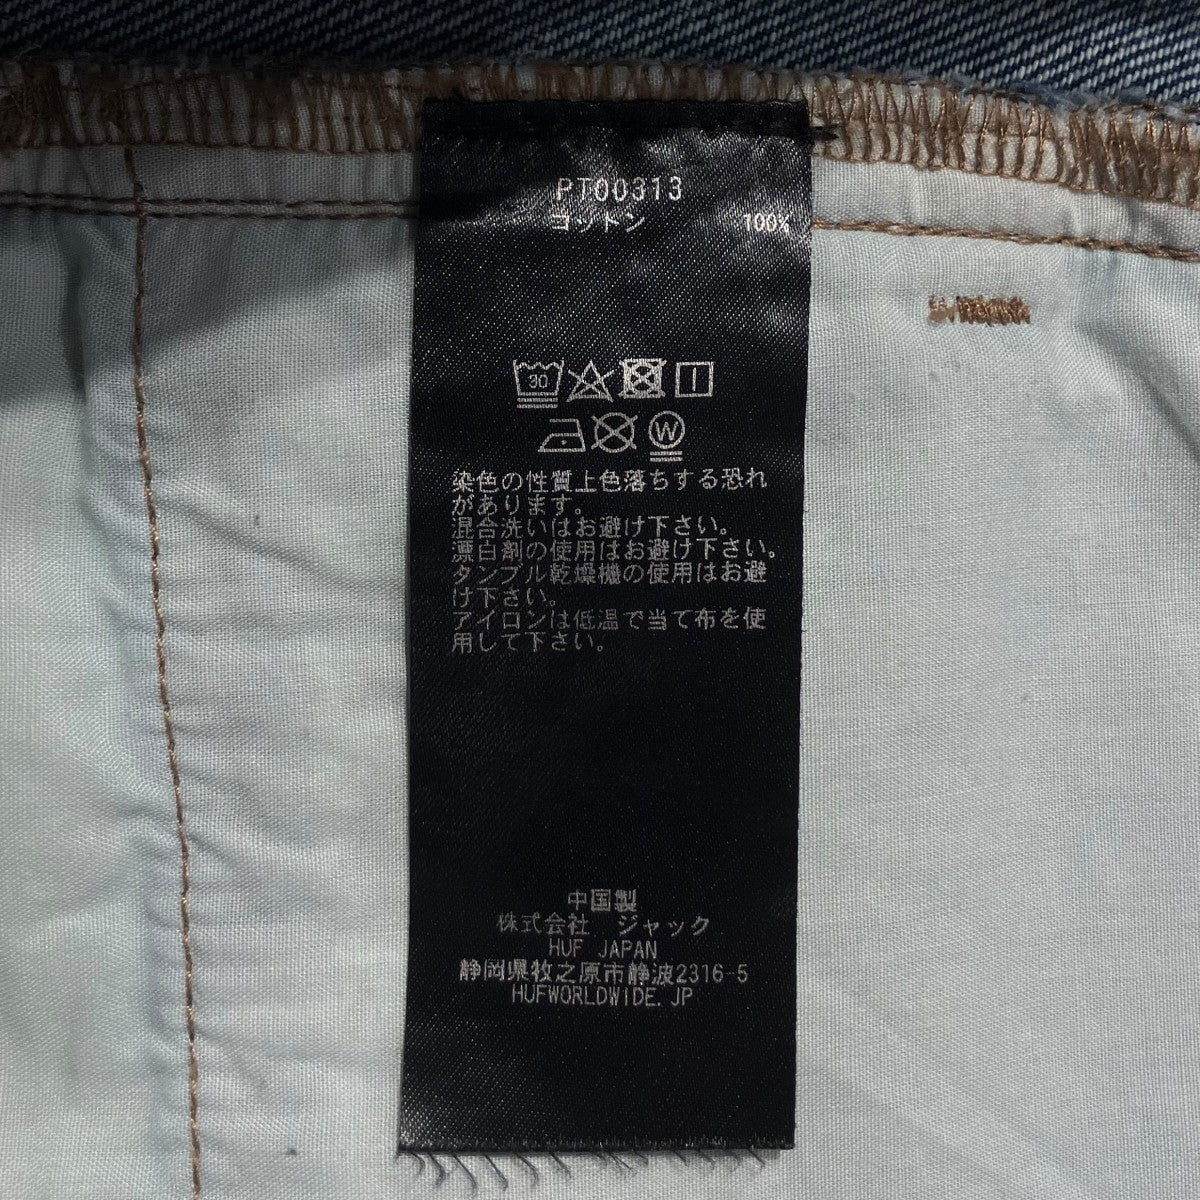 PT00313
コットン 100%
30
W
染色の性質上色落ちする恐れ
があります。
混合洗いはお避け下さい。
漂白剤の使用はお避け下さい。
タンブル乾燥機の使用はお避
け下さい。
アイロンは低温で当て布を使
用して下さい。
中国製
株式会社 ジャック
HUF JAPAN
静岡県牧之原市静波2316-5
HUFWORLDWIDE.JP